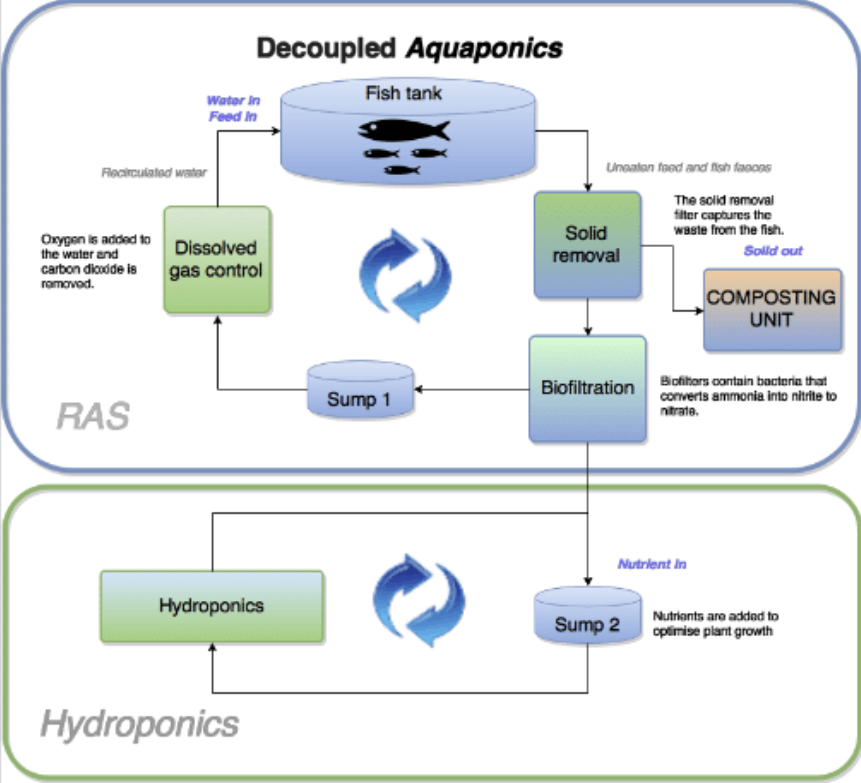 Decoupled Aquaponics
Water in
Feed in
Fish tank
Recirculated water
Uneaten feed and fish faeces
Oxygen is added to
the water and
carbon dioxide is
removed.
Dissolved
gas control
Solid
removal
The solid removal
filter captures the
waste from the fish.
Solid out
COMPOSTING
UNIT
Sump 1
Biofiltration
Biofilters contain bacteria that
converts ammonia into nitrite to
nitrate.
RAS
Hydroponics
Nutrient in
Sump 2
Nutrients are added to
optimise plant growth
Hydroponics